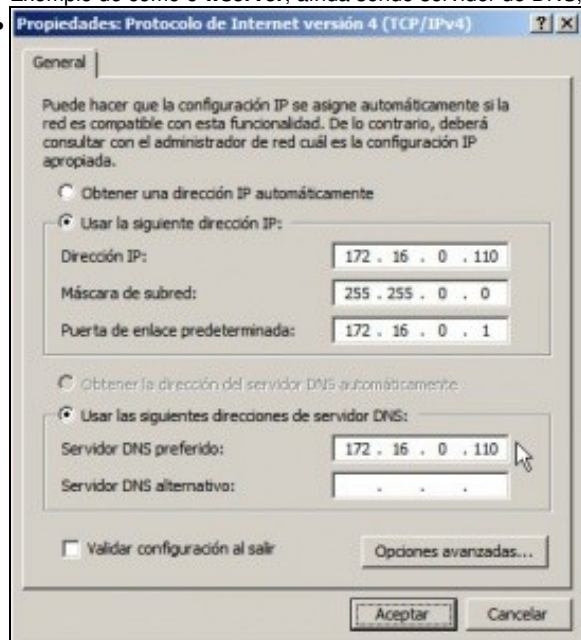 Propiedades: Protocolo de Internet versión 4 (TCP/IPv4)
General
Puede hacer que la configuración IP se asigne automáticamente si la
red es compatible con esta funcionalidad. De lo contrario, deberá
consultar con el administrador de red cuál es la configuración IP
apropiada.
Obtener una dirección IP automáticamente
Usar la siguiente dirección IP:
Dirección IP: 172 . 16 . 0 . 110
Máscara de subred: 255 . 255 . 0 . 0
Puerta de enlace predeterminada: 172 . 16 . 0 . 1
Obtener la dirección del servidor DNS automáticamente
Usar las siguientes direcciones de servidor DNS:
Servidor DNS preferido: 172 . 16 . 0 . 110
Servidor DNS alternativo: . . .
Validar configuración al salir
Opciones avanzadas...
Aceptar Cancelar